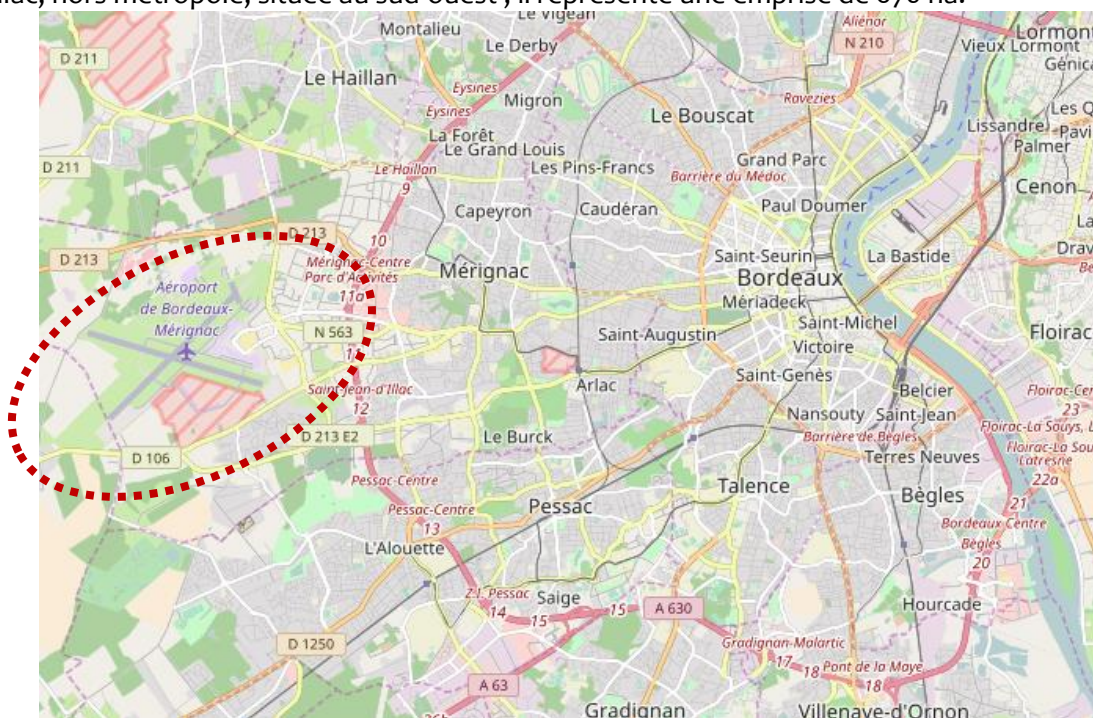 hors métropole, située au sud-ouest ; il représente une emprise de 670 ha.
Le Vigean
Aliénor
Montalieu
N 210
Lormont
Vieux Lormont
D 211
Le Derby
Le Haillan
Eysines
Migron
Ravezies
Eysines
Le Bouscat
La Forêt
Le Grand Louis
Lissandre
Palmer
D 211
Le Haillan
9
Les Pins-Francs
Grand Parc
Barrière du Médoc
Cenon
Capeyron
Caudéran
Paul Doumer
D 213
10
D 213
Mérignac-Centre
Parc d'Activités
11a
Mérignac
Saint-Seurin
La Bastide
Bordeaux
Aéroport
de Bordeaux-
Mérignac
Mériadeck
N 563
Saint-Augustin
Saint-Michel
Victoire
Floirac
11
Saint-Genès
Saint-Jean-d'Illac
12
Arlac
Belcier
Nansouty
Saint-Jean
23
D 213 E2
Le Burck
Barrière de Bègles
Floirac-La Souys
D 106
Terres Neuves
Latresne
22a
Pessac-Centre
Talence
Bègles
Pessac-Centre
13
Pessac
21
Bordeaux Centre
Bègles
L'Alouette
20
Z.I. Pessac
14
15
Saige
15
A 630
Hourcade
D 1250
Gradignan-Malartic
17
18
Pont de la Maye
18
A 63
Gradignan
Villenave-d'Ornon